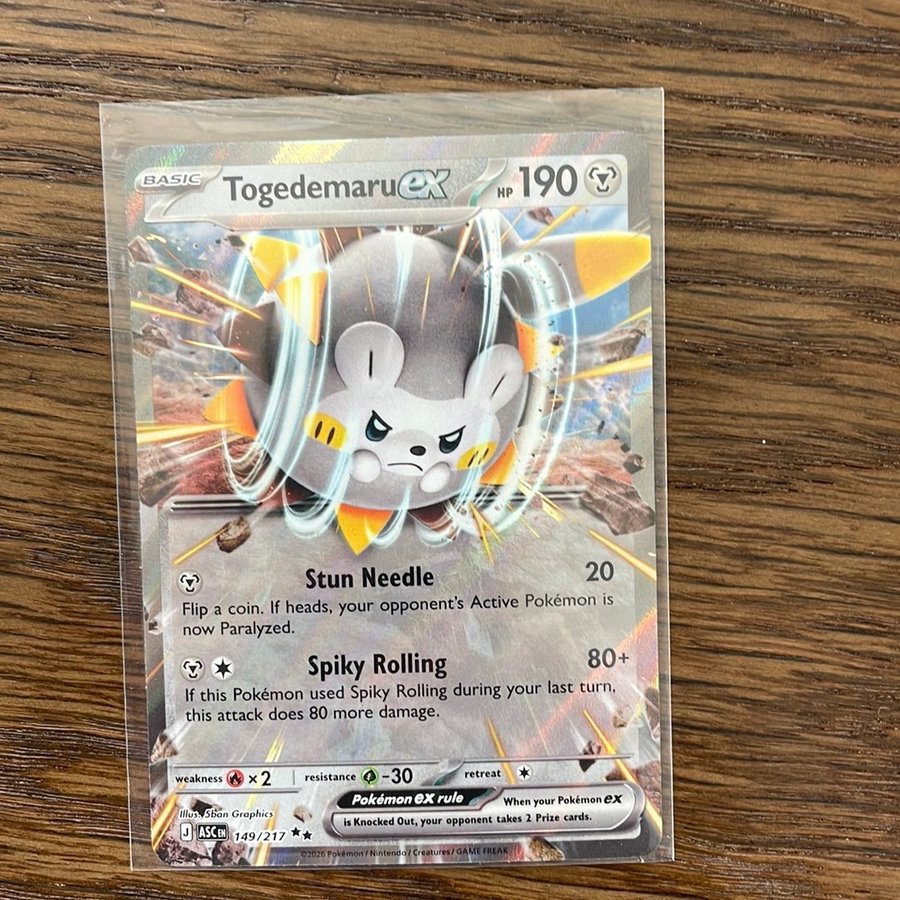 BASIC Togedemaru ex HP 190
Stun Needle 20
Flip a coin. If heads, your opponent's Active Pokémon is
now Paralyzed.
Spiky Rolling 80+
If this Pokémon used Spiky Rolling during your last turn,
this attack does 80 more damage.
weakness ×2 resistance -30 retreat
Pokémon ex rule When your Pokémon ex
is Knocked Out, your opponent takes 2 Prize cards.
Illus. 5ban Graphics
J ASC EN 149/217
©2026 Pokémon / Nintendo / Creatures / GAME FREAK